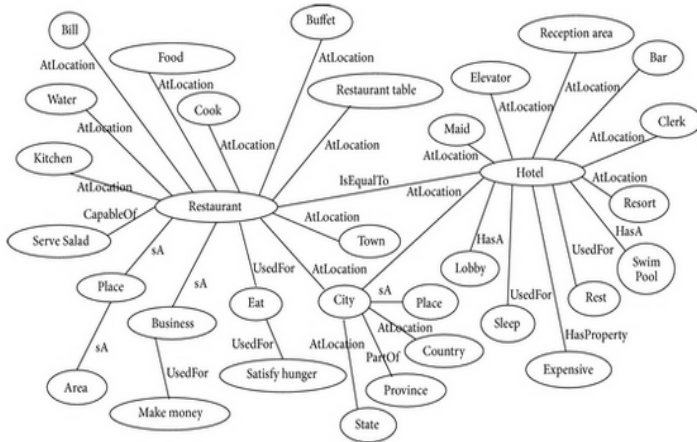 Bill
Buffet
Reception area
Food
AtLocation
AtLocation
Elevator
Bar
AtLocation
AtLocation
Water
Cook
Restaurant table
AtLocation
AtLocation
Clerk
AtLocation
AtLocation
AtLocation
Maid
AtLocation
Kitchen
AtLocation
Hotel
AtLocation
IsEqualTo
AtLocation
AtLocation
Resort
CapableOf
Restaurant
AtLocation
HasA
Serve Salad
Town
HasA
UsedFor
Swim
Pool
Place
sA
UsedFor
AtLocation
Lobby
sA
Eat
City
sA
Place
UsedFor
Rest
Business
AtLocation
Sleep
sA
UsedFor
AtLocation
PartOf
Country
HasProperty
Area
UsedFor
Satisfy hunger
Province
Expensive
Make money
State